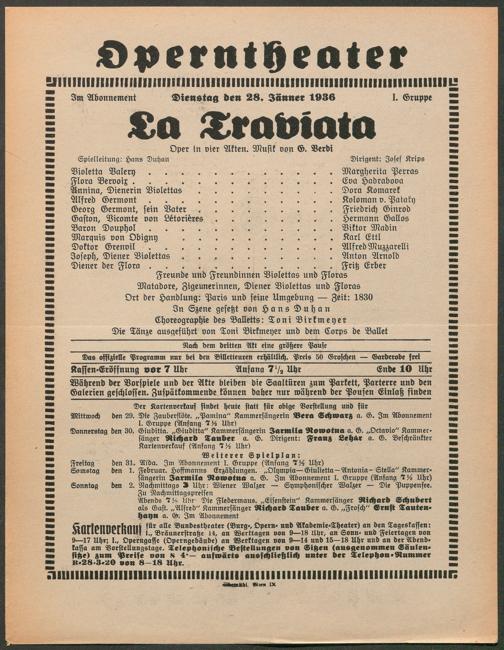 Operntheater
Im Abonnement Dienstag den 28. Jänner 1936 I. Gruppe
La Traviata
Oper in vier Akten. Musik von G. Verdi
Spielleitung: Hans Duhan Dirigent: Josef Krips
Violetta Valery . . . . . . . . . . Margherita Perras
Flora Bervoix . . . . . . . . . . Eva Hadrabova
Annina, Dienerin Violettas . . . . . . . . . . Dora Komarek
Alfred Germont . . . . . . . . . . Koloman v. Pataky
Georg Germont, sein Vater . . . . . . . . . . Friedrich Ginrod
Gaston, Vicomte von Létorières . . . . . . . . . . Hermann Gallos
Baron Douphol . . . . . . . . . . Viktor Madin
Marquis von Obigny . . . . . . . . . . Karl Ettl
Doktor Grenvil . . . . . . . . . . Alfred Muzzarelli
Joseph, Diener Violettas . . . . . . . . . . Anton Arnold
Diener der Flora . . . . . . . . . . Fritz Erber
Freunde und Freundinnen Violettas und Floras
Matadore, Zigeunerinnen, Diener Violettas und Floras
Ort der Handlung: Paris und seine Umgebung — Zeit: 1830
In Szene gesetzt von Hans Duhan
Choreographie des Balletts: Toni Birkmeyer
Die Tänze ausgeführt von Toni Birkmeyer und dem Corps de Ballet
Nach dem dritten Akt eine größere Pause
Das offizielle Programm nur bei den Billetteuren erhältlich. Preis 50 Groschen — Garderobe frei
Kassen-Eröffnung vor 7 Uhr Anfang 7½ Uhr Ende 10 Uhr
Während der Vorspiele und der Akte bleiben die Saaltüren zum Parkett, Parterre und den
Galerien geschlossen. Zuspätkommende können daher nur während der Pausen Einlaß finden
Der Kartenverkauf findet heute statt für obige Vorstellung und für
Mittwoch den 29. Die Zauberflöte. „Pamina" Kammersängerin Vera Schwarz a. G. Im Abonnement
I. Gruppe (Anfang 7½ Uhr)
Donnerstag den 30. Giuditta. „Giuditta" Kammersängerin Jarmila Novotna a. G. „Octavio" Kammer-
sänger Richard Tauber a. G. Dirigent: Franz Lehar a. G. Beschränkter
Kartenverkauf (Anfang 7½ Uhr)
Weiterer Spielplan:
Freitag den 31. Aida. Im Abonnement I. Gruppe (Anfang 7½ Uhr)
Samstag den 1. Februar. Hoffmanns Erzählungen. „Olympia-Giulietta-Antonia-Stella" Kammer-
sängerin Jarmila Novotna a. G. Im Abonnement I. Gruppe (Anfang 7½ Uhr)
Sonntag den 2. Nachmittags 3 Uhr: Wiener Walzer — Symphonischer Walzer — Die Puppenfee.
Zu Nachmittagspreisen
Abends 7½ Uhr Die Fledermaus. „Eisenstein" Kammersänger Richard Schubert
als Gast. „Alfred" Kammersänger Richard Tauber a. G. „Frosch" Ernst Tauten-
hayn a. G. Im Abonnement
Kartenverkauf für alle Bundestheater (Burg-, Opern- und Akademie-Theater) an den Tageskassen:
I., Bräunerstraße 14, an Werktagen von 9—18 Uhr, an Sonn- und Feiertagen von
9—17 Uhr; I., Operngasse (Operngebäude) an Werktagen von 9—14 und 15—18 Uhr und an der Abend-
kassa am Vorstellungstage. Telephonische Bestellungen von Sitzen (ausgenommen Säulen-
sitze) zum Preise von S 4·— aufwärts ausschließlich unter der Telephon-Nummer
R-28-3-20 von 8—18 Uhr.